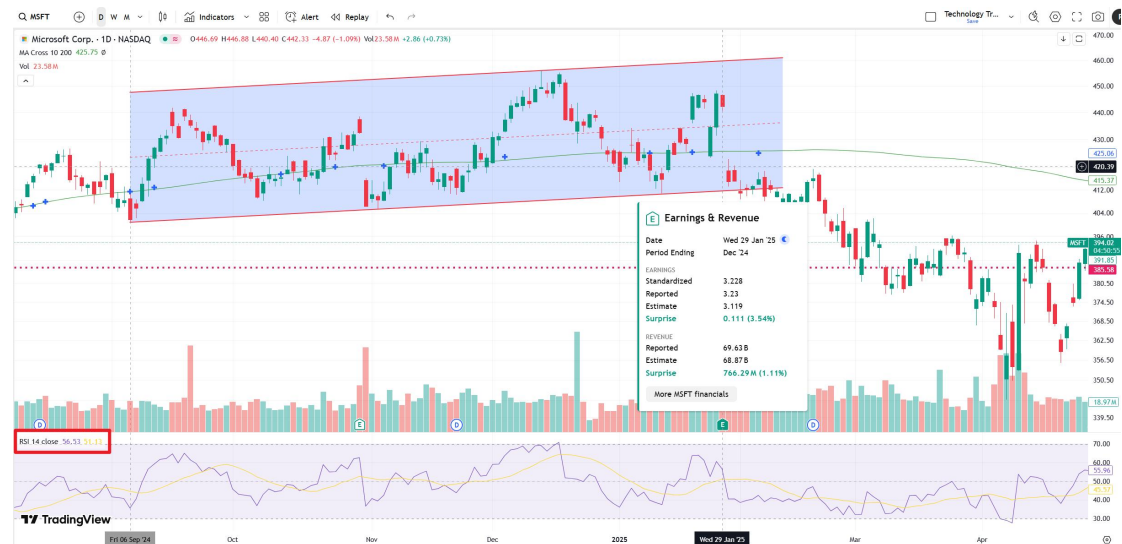 MSFT D W M Indicators Alert Replay Technology Tr...
Save
Microsoft Corp. · 1D · NASDAQ O446.69 H446.88 L440.40 C442.33 -4.87 (-1.09%) Vol23.58M +2.86 (+0.73%)
MA Cross 10 200 425.75 Ø
Vol 23.58M
470.00
460.00
450.00
440.00
430.00
425.06
420.39
415.37
412.00
404.00
396.00
MSFT 394.02
04:50:55
391.85
385.58
380.50
374.50
368.50
362.50
356.50
350.50
18.97M
339.50
E Earnings & Revenue
Date Wed 29 Jan '25
Period Ending Dec '24
EARNINGS
Standardized 3.228
Reported 3.23
Estimate 3.119
Surprise 0.111 (3.54%)
REVENUE
Reported 69.63B
Estimate 68.87B
Surprise 766.29M (1.11%)
More MSFT financials
D E D E D
RSI 14 close 56.53 51.13
70.00
60.00
55.96
50.00
40.00
30.00
TradingView
Fri 06 Sep '24 Oct Nov Dec 2025 Wed 29 Jan '25 Mar Apr